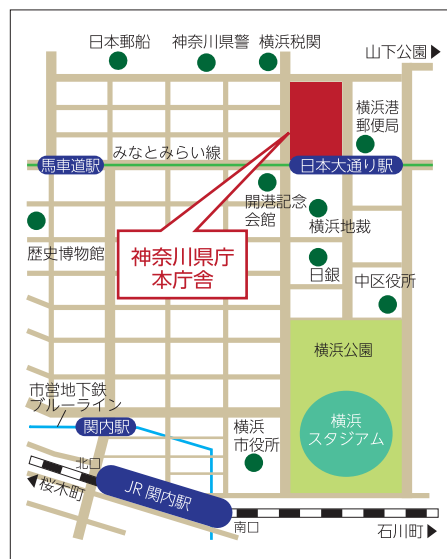 日本郵船
神奈川県警
横浜税関
山下公園▶
横浜港
郵便局
みなとみらい線
馬車道駅
日本大通り駅
開港記念
会館
横浜地裁
歴史博物館
神奈川県庁
本庁舎
日銀
中区役所
横浜公園
市営地下鉄
ブルーライン
関内駅
横浜
市役所
横浜
スタジアム
北口
◀桜木町
JR 関内駅
南口
石川町▶